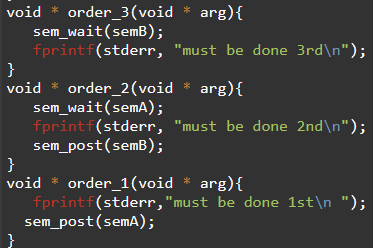 void * order_3(void * arg){
   sem_wait(semB);
   fprintf(stderr, "must be done 3rd\n");
}
void * order_2(void * arg){
   sem_wait(semA);
   fprintf(stderr, "must be done 2nd\n");
   sem_post(semB);
}
void * order_1(void * arg){
   fprintf(stderr,"must be done 1st\n ");
  sem_post(semA);
}